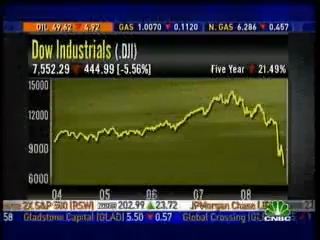 OIL 49.62 ▼ 4.92 GAS 1.0070 ▼ 0.1120 N. GAS 6.286 ▼ 0.457
Dow Industrials (.DJI)
7,552.29 ▼ 444.99 [-5.56%] Five Year 21.49%
15000
12000
9000
6000
04 05 06 07 08
2X S&P 500 [RSW] 202.99 ▲ 23.72 JPMorgan Chase
58 Gladstone Capital [GLAD] 5.50 ▼ 0.57 Global Crossing [
CNBC